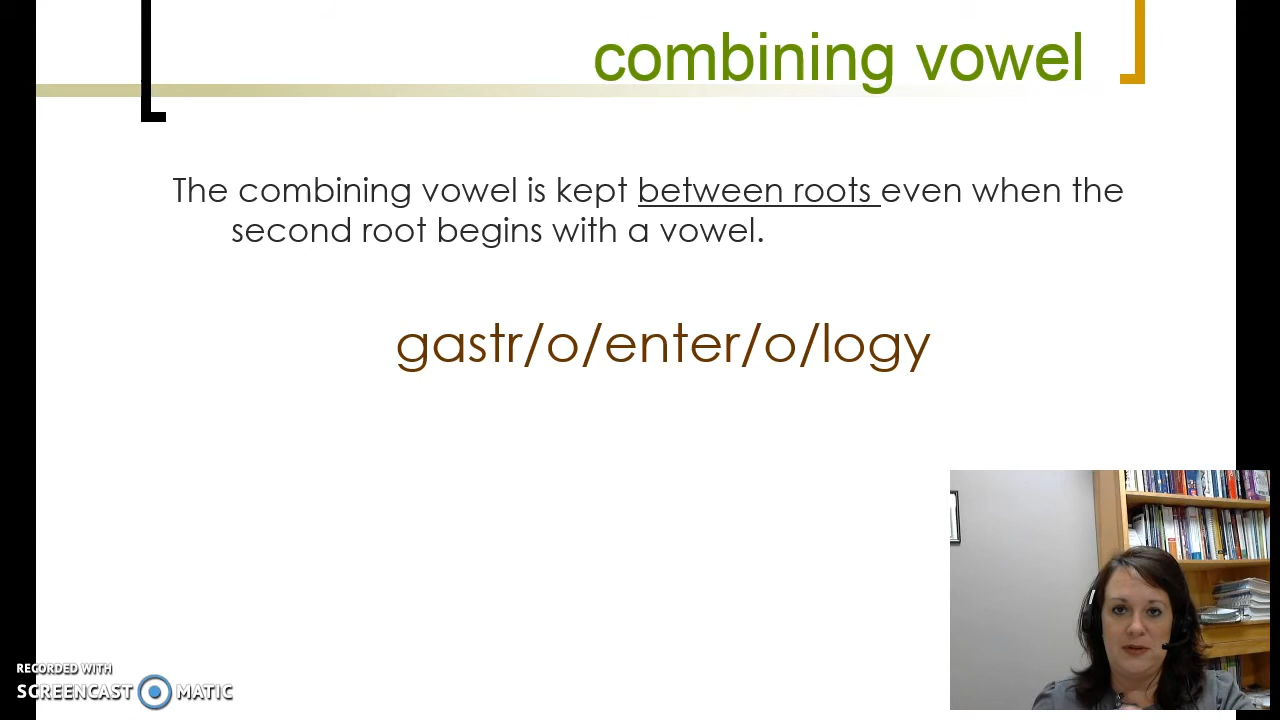 combining vowel
The combining vowel is kept between roots even when the
second root begins with a vowel.
gastr/o/enter/o/logy
RECORDED WITH
SCREENCAST MATIC